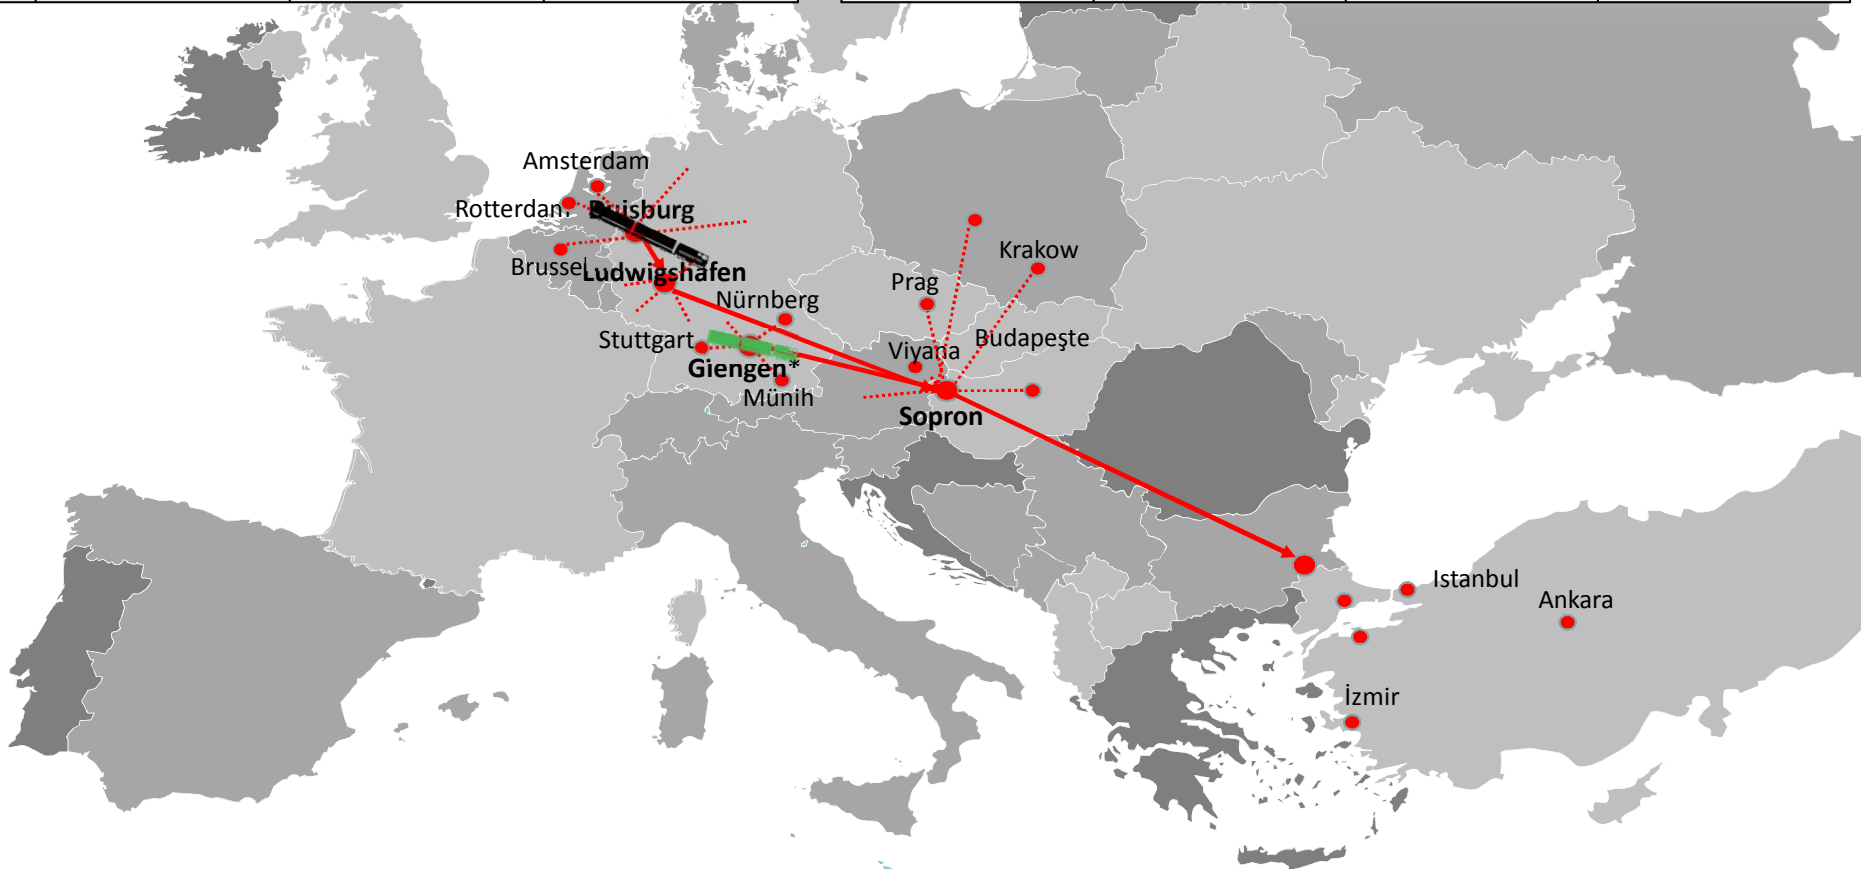 Amsterdam
Rotterdam
Duisburg
Brussel
Ludwigshafen
Nürnberg
Stuttgart
Giengen*
Münih
Krakow
Prag
Budapeşte
Viyana
Sopron
Istanbul
Ankara
İzmir